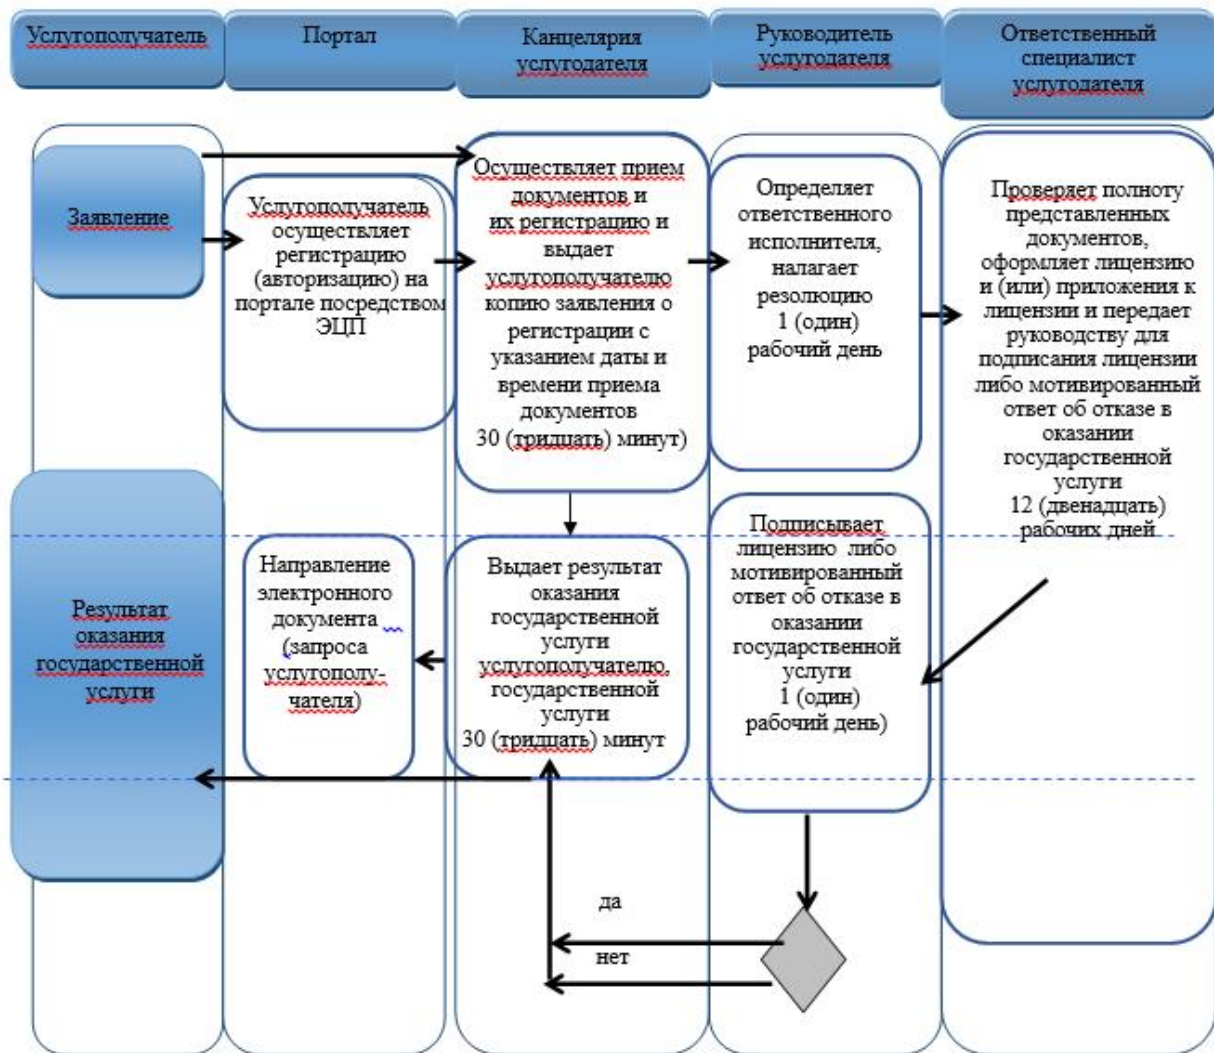 Услугополучатель
Портал
Канцелярия
услугодателя
Руководитель
услугодателя
Ответственный
специалист
услугодателя
Заявление
Услугополучатель
осуществляет
регистрацию
(авторизацию) на
портале посредством
ЭЦП
Осуществляет прием
документов и
их регистрацию и
выдает
услугополучателю
копию заявления о
регистрации с
указанием даты и
времени приема
документов
30 (тридцать) минут)
Определяет
ответственного
исполнителя,
налагает
резолюцию
1 (один)
рабочий день
Проверяет полноту
представленных
документов,
оформляет лицензию
и (или) приложения к
лицензии и передает
руководству для
подписания лицензии
либо мотивированный
ответ об отказе в
оказании
государственной
услуги
12 (двенадцать)
рабочих дней
Результат
оказания
государственной
услуги
Направление
электронного
документа
(запроса
услугополу-
чателя)
Выдает результат
оказания
государственной
услуги
услугополучателю,
государственной
услуги
30 (тридцать) минут
Подписывает
лицензию либо
мотивированный
ответ об отказе в
оказании
государственной
услуги
1 (один)
рабочий день)
да
нет